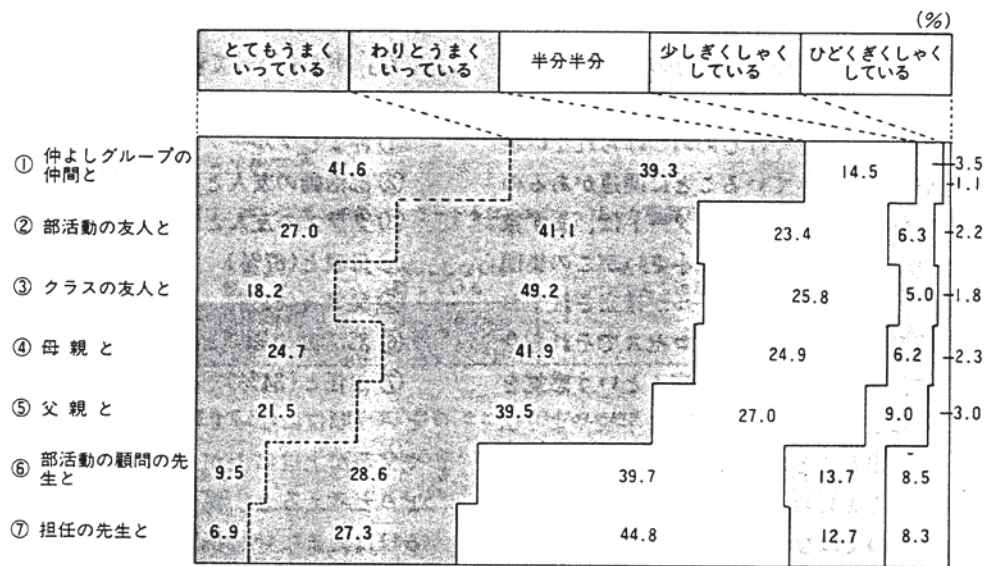 (%)
とてもうまく
いっている
わりとうまく
いっている
半分半分
少しぎくしゃく
している
ひどくぎくしゃく
している
① 仲よしグループの
仲間と
41.6 39.3 14.5 3.5
1.1
② 部活動の友人と
27.0 41.1 23.4 6.3 2.2
③ クラスの友人と
18.2 49.2 25.8 5.0 1.8
④ 母親と
24.7 41.9 24.9 6.2 2.3
⑤ 父親と
21.5 39.5 27.0 9.0 3.0
⑥ 部活動の顧問の先
生と
9.5 28.6 39.7 13.7 8.5
⑦ 担任の先生と
6.9 27.3 44.8 12.7 8.3